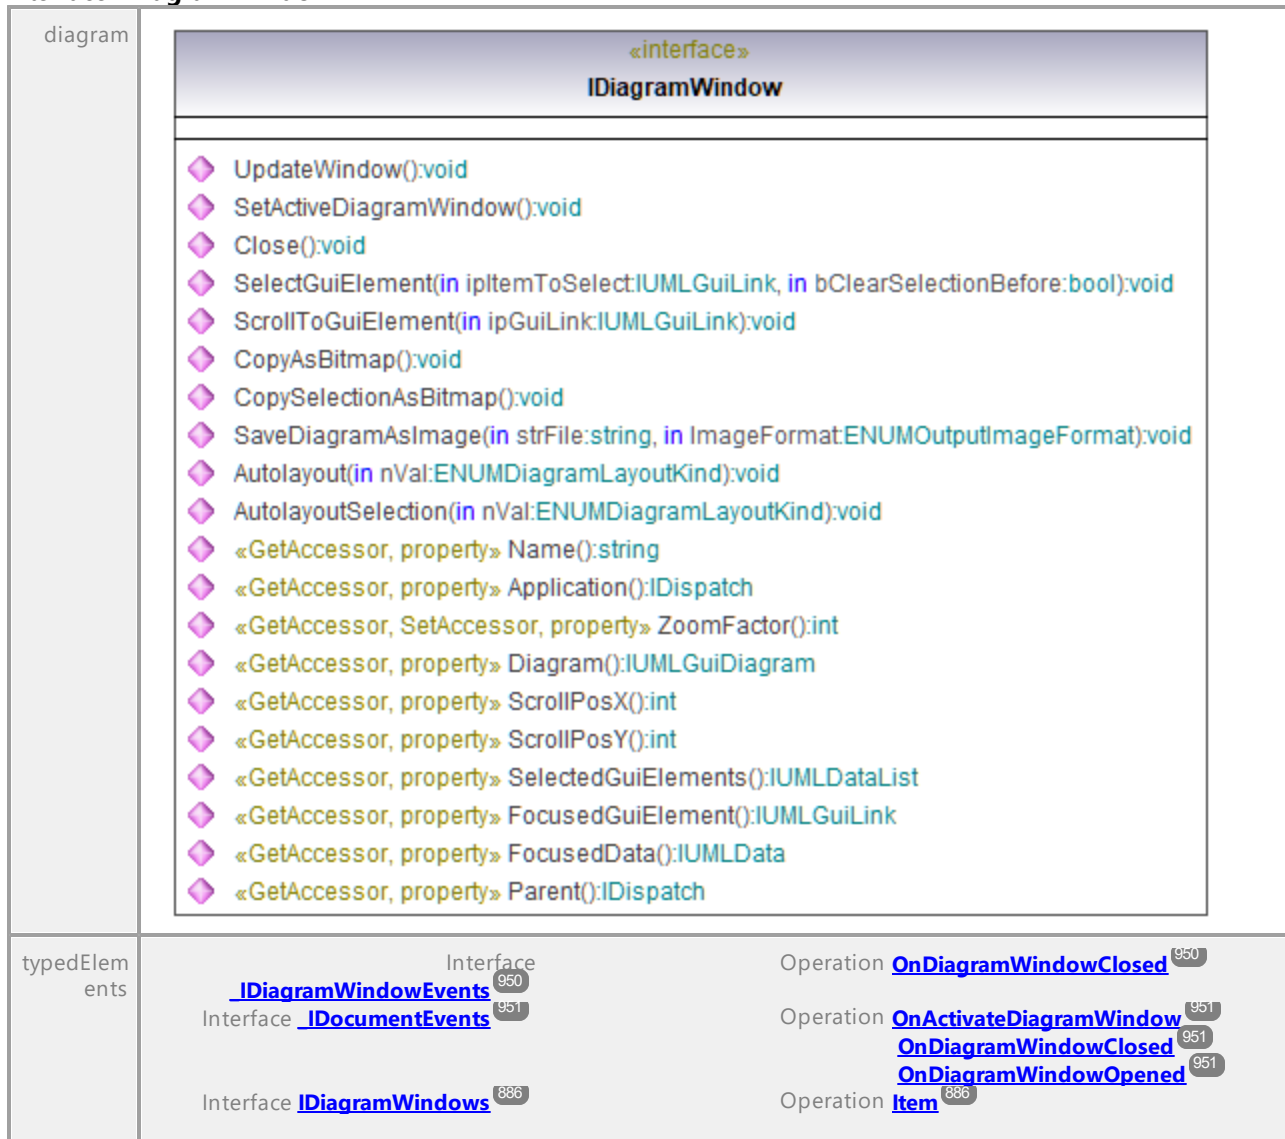 diagram
«interface»
IDiagramWindow
UpdateWindow():void
SetActiveDiagramWindow():void
Close():void
SelectGuiElement(in ipItemToSelect:IUMLGuiLink, in bClearSelectionBefore:bool):void
ScrollToGuiElement(in ipGuiLink:IUMLGuiLink):void
CopyAsBitmap():void
CopySelectionAsBitmap():void
SaveDiagramAsImage(in strFile:string, in ImageFormat:ENUMOutputImageFormat):void
Autolayout(in nVal:ENUMDiagramLayoutKind):void
AutolayoutSelection(in nVal:ENUMDiagramLayoutKind):void
«GetAccessor, property» Name():string
«GetAccessor, property» Application():IDispatch
«GetAccessor, SetAccessor, property» ZoomFactor():int
«GetAccessor, property» Diagram():IUMLGuiDiagram
«GetAccessor, property» ScrollPosX():int
«GetAccessor, property» ScrollPosY():int
«GetAccessor, property» SelectedGuiElements():IUMLDataList
«GetAccessor, property» FocusedGuiElement():IUMLGuiLink
«GetAccessor, property» FocusedData():IUMLData
«GetAccessor, property» Parent():IDispatch
typedElem
ents
Interface
_IDiagramWindowEvents 950
Operation OnDiagramWindowClosed 950
Interface _IDocumentEvents 951
Operation OnActivateDiagramWindow 951
OnDiagramWindowClosed 951
OnDiagramWindowOpened 951
Interface IDiagramWindows 886
Operation Item 886